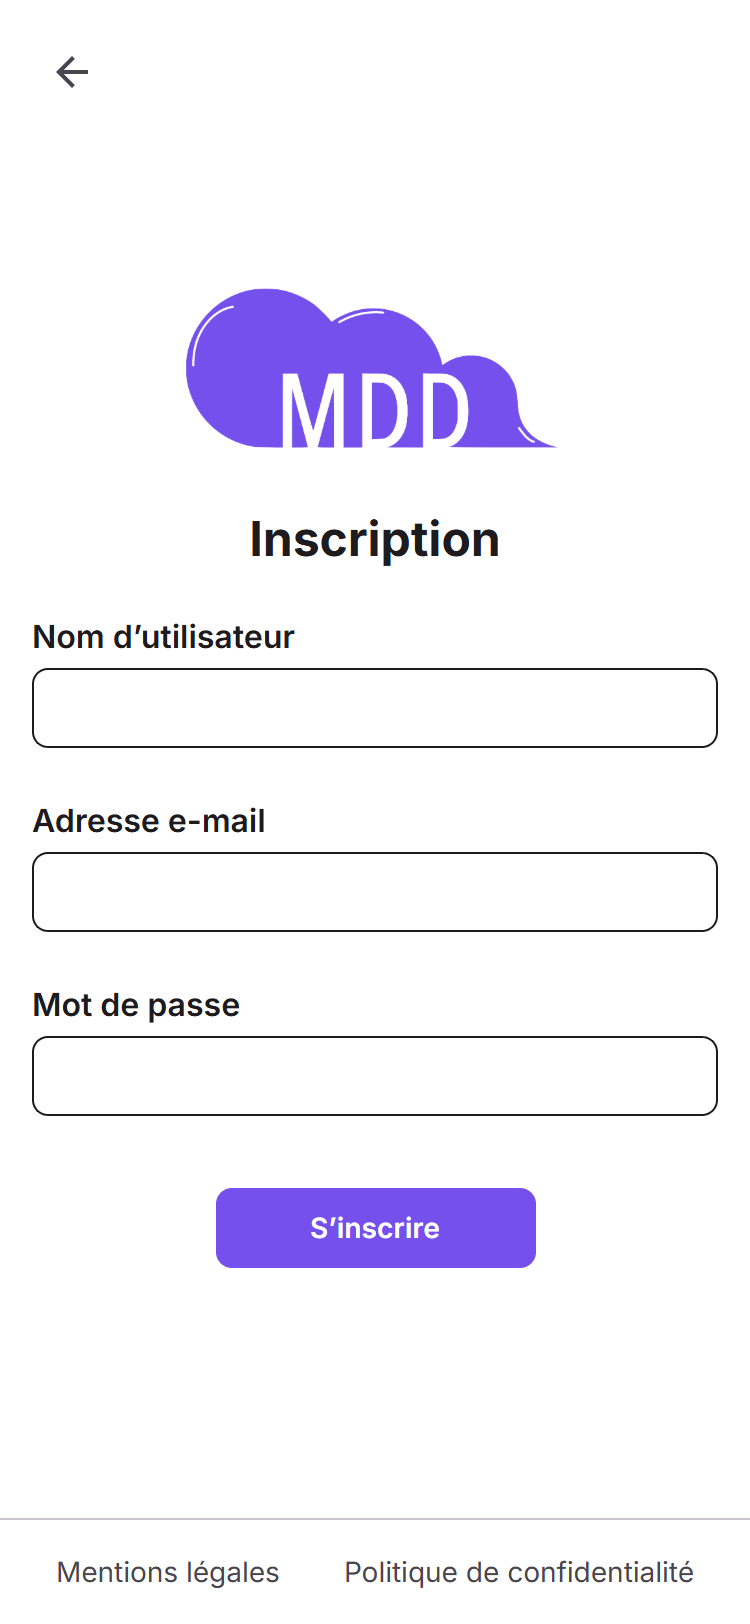 MDD
Inscription
Nom d’utilisateur
Adresse e-mail
Mot de passe
S’inscrire
Mentions légales Politique de confidentialité